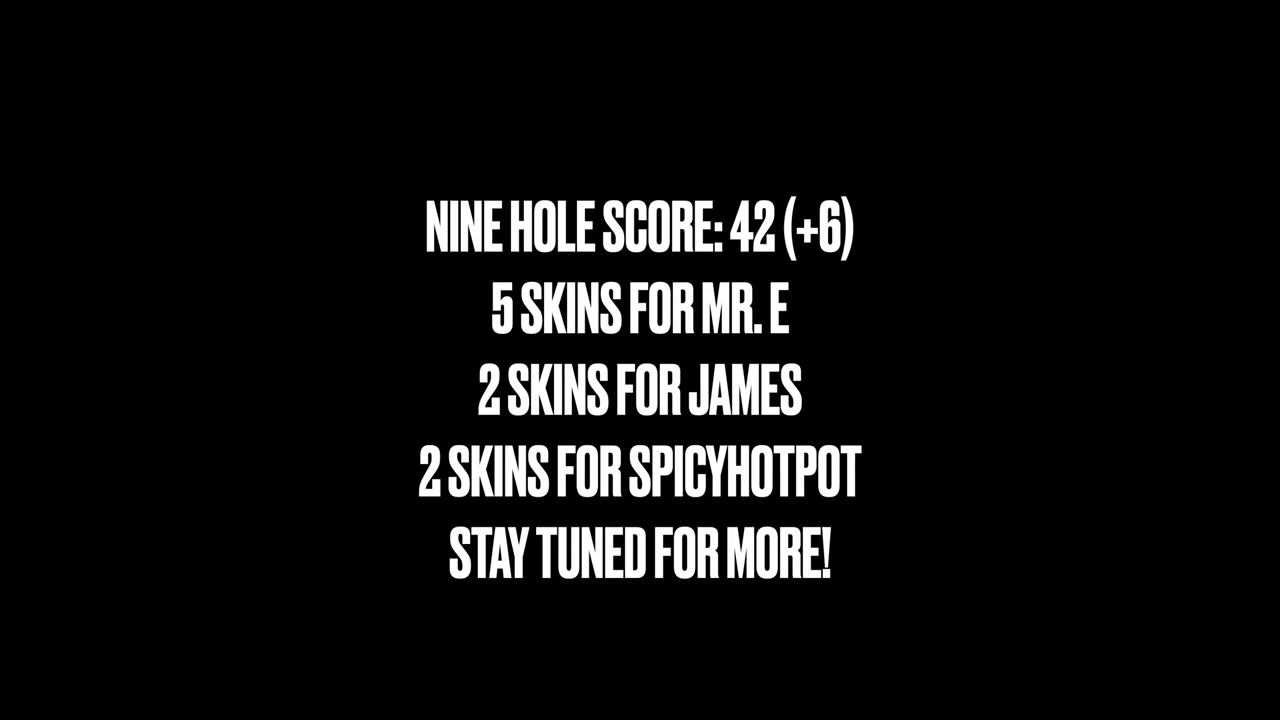 NINE HOLE SCORE: 42 (+6)
5 SKINS FOR MR. E
2 SKINS FOR JAMES
2 SKINS FOR SPICYHOTPOT
STAY TUNED FOR MORE!